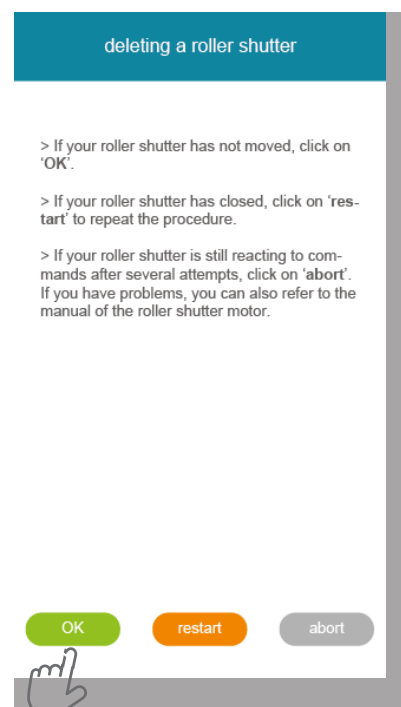 deleting a roller shutter
> If your roller shutter has not moved, click on
‘OK’.
> If your roller shutter has closed, click on ‘res-
tart’ to repeat the procedure.
> If your roller shutter is still reacting to com-
mands after several attempts, click on ‘abort’.
If you have problems, you can also refer to the
manual of the roller shutter motor.
OK
restart
abort